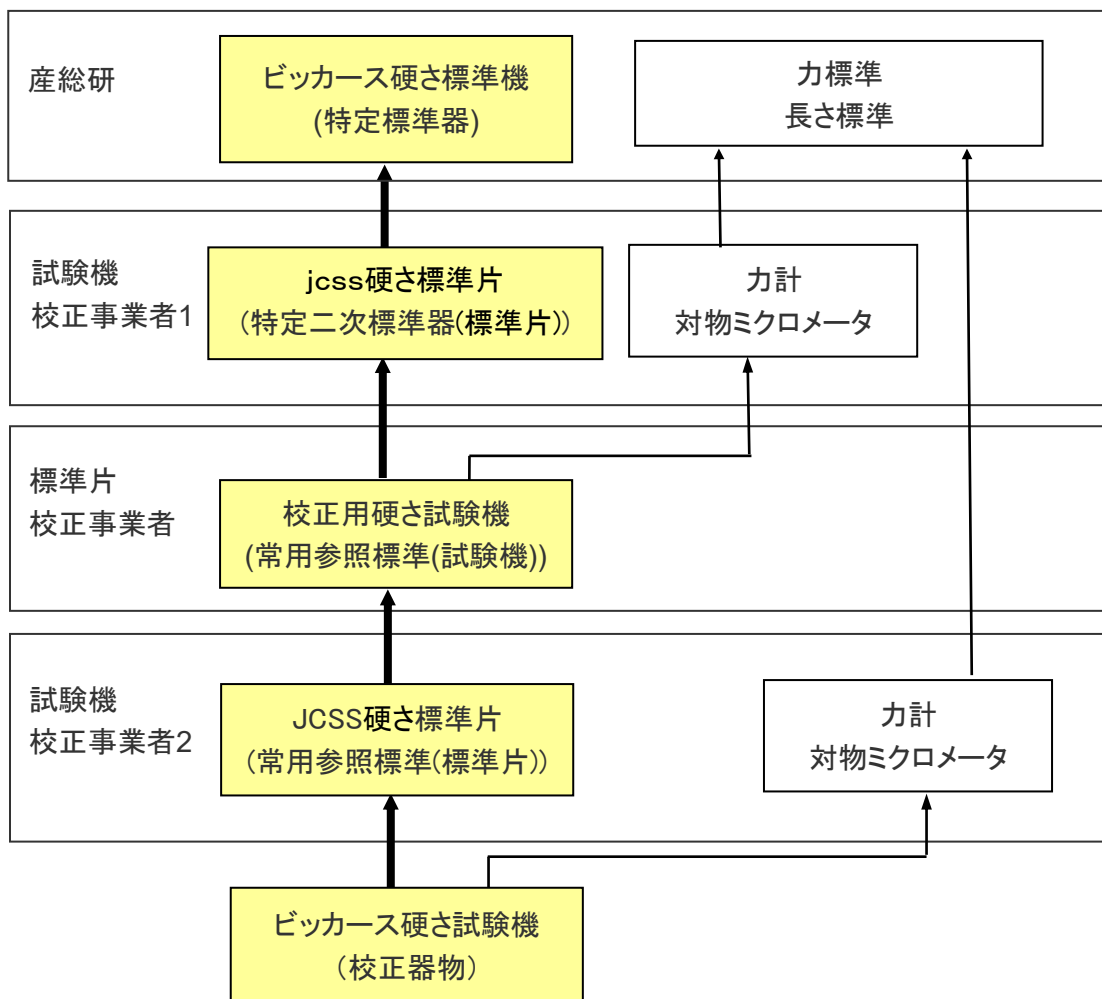 産総研
ビッカース硬さ標準機
(特定標準器)
力標準
長さ標準
試験機
校正事業者1
jcss硬さ標準片
（特定二次標準器(標準片)）
力計
対物ミクロメータ
標準片
校正事業者
校正用硬さ試験機
(常用参照標準(試験機))
試験機
校正事業者2
JCSS硬さ標準片
（常用参照標準(標準片)）
力計
対物ミクロメータ
ビッカース硬さ試験機
（校正器物）